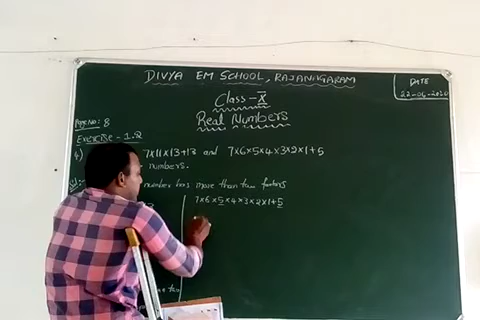 DIVYA EM SCHOOL, RAJANAGARAM
DATE
22-06-2020
Class-X
Real Numbers
Page No: 8
Exercise - 1.2
7×11×13+13 and 7×6×5×4×3×2×1+5
numbers.
number has more than two factors
7×6×5×4×3×2×1+5